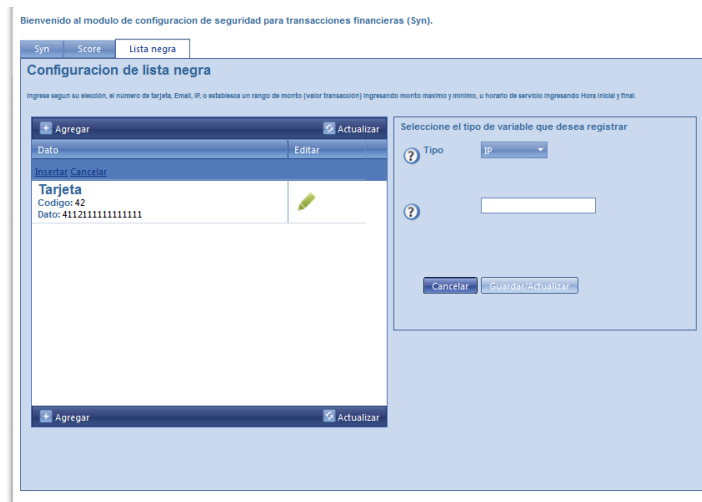 Bienvenido al modulo de configuracion de seguridad para transacciones financieras (Syn).
Syn Score Lista negra
Configuracion de lista negra
Ingrese segun su elección, el número de tarjeta, Email, IP, o establesca un rango de monto (valor transacción) ingresando monto maximo y minimo, u horario de servicio ingresando Hora inicial y final.
+ Agregar Actualizar
Dato Editar
Insertar Cancelar
Tarjeta
Codigo: 42
Dato: 4112111111111111
+ Agregar Actualizar
Seleccione el tipo de variable que desea registrar
? Tipo IP
?
Cancelar Guardar/Actualizar